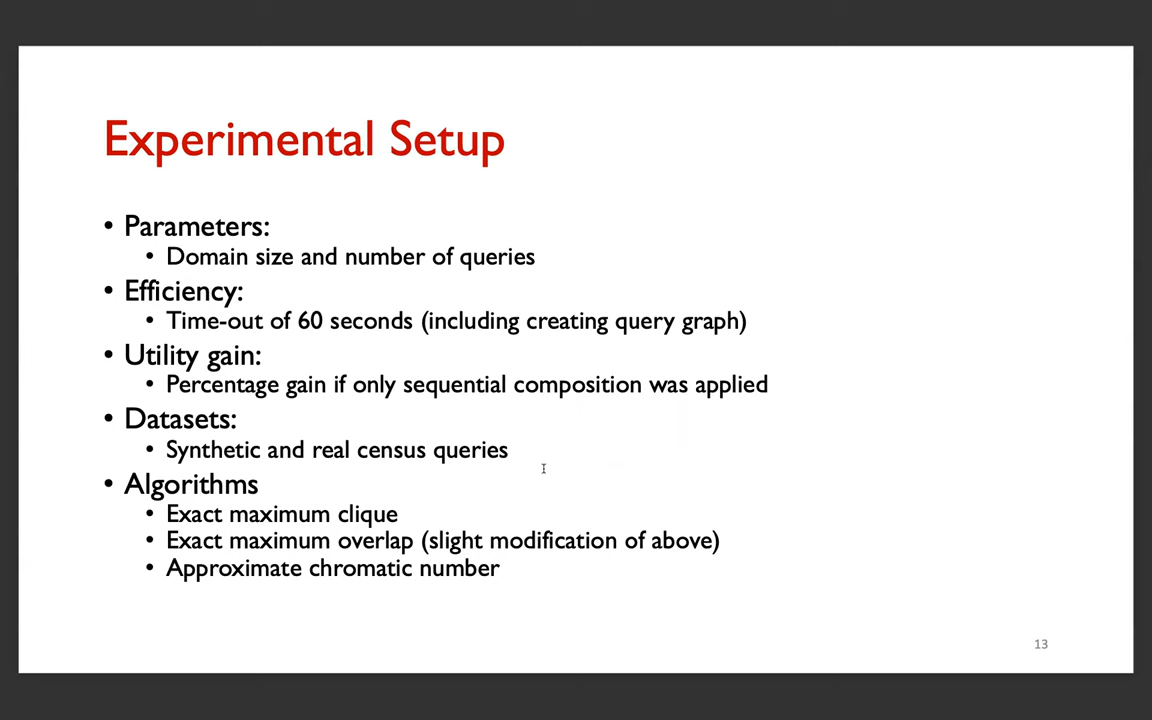 Experimental Setup
• Parameters:
• Domain size and number of queries
• Efficiency:
• Time-out of 60 seconds (including creating query graph)
• Utility gain:
• Percentage gain if only sequential composition was applied
• Datasets:
• Synthetic and real census queries
• Algorithms
• Exact maximum clique
• Exact maximum overlap (slight modification of above)
• Approximate chromatic number
13